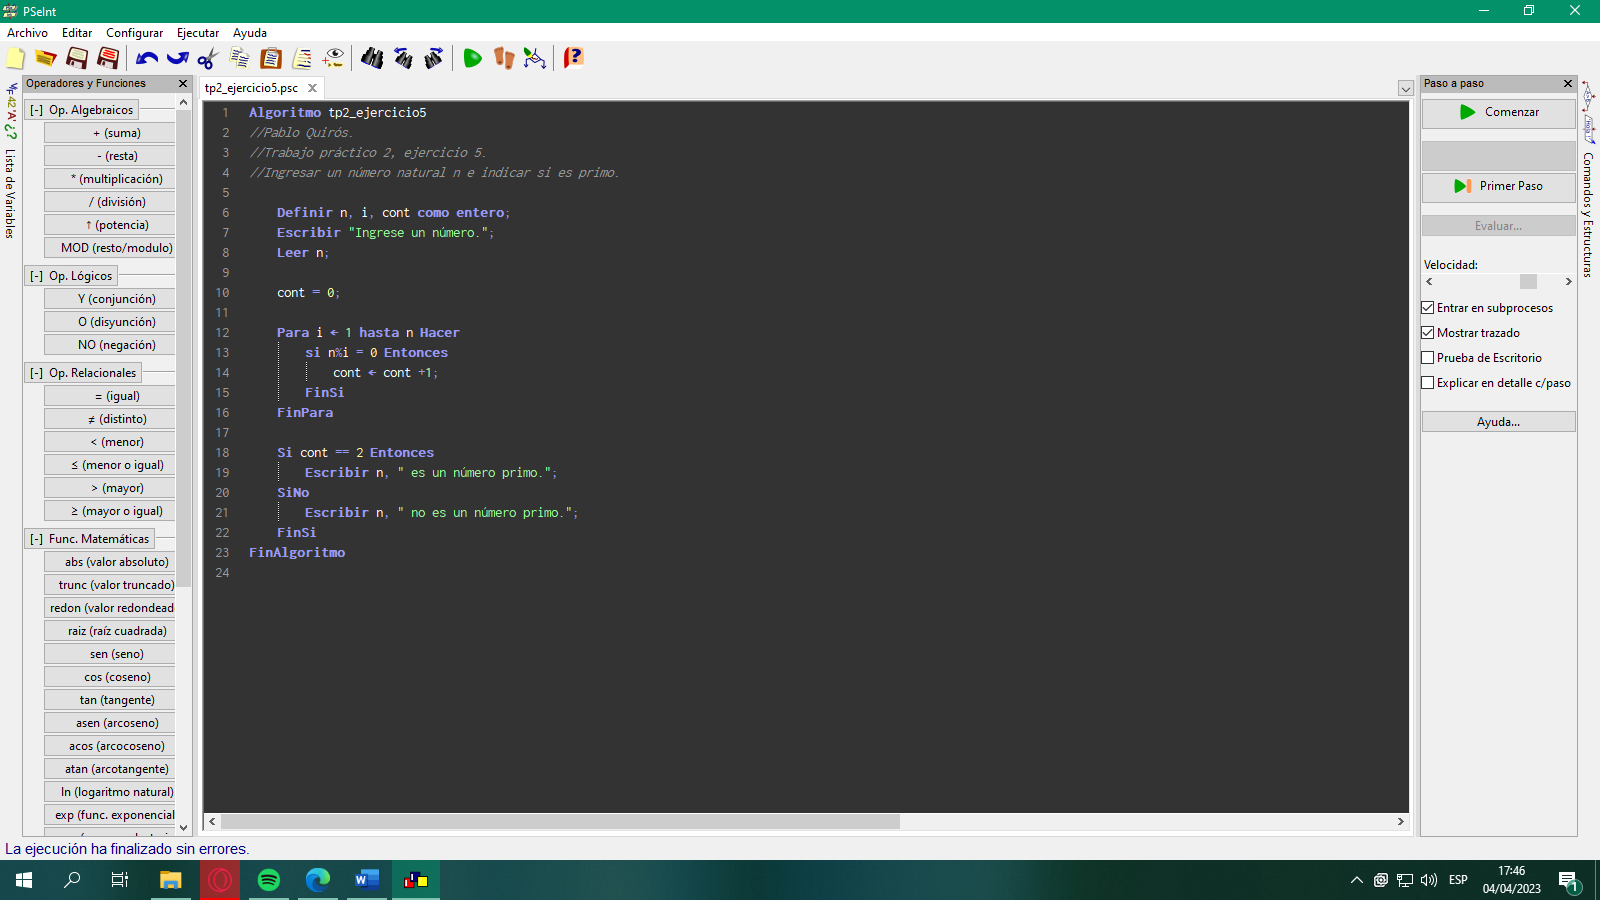 PSeInt
Archivo Editar Configurar Ejecutar Ayuda
Operadores y Funciones
tp2_ejercicio5.psc
Paso a paso
Lista de Variables
[-] Op. Algebraicos
+ (suma)
- (resta)
* (multiplicación)
/ (división)
↑ (potencia)
MOD (resto/modulo)
[-] Op. Lógicos
Y (conjunción)
O (disyunción)
NO (negación)
[-] Op. Relacionales
= (igual)
≠ (distinto)
< (menor)
≤ (menor o igual)
> (mayor)
≥ (mayor o igual)
[-] Func. Matemáticas
abs (valor absoluto)
trunc (valor truncado)
redon (valor redondead
raiz (raíz cuadrada)
sen (seno)
cos (coseno)
tan (tangente)
asen (arcoseno)
acos (arcocoseno)
atan (arcotangente)
ln (logaritmo natural)
exp (func. exponencial
1 Algoritmo tp2_ejercicio5
2 //Pablo Quirós.
3 //Trabajo práctico 2, ejercicio 5.
4 //Ingresar un número natural n e indicar si es primo.
5
6 Definir n, i, cont como entero;
7 Escribir "Ingrese un número.";
8 Leer n;
9
10 cont = 0;
11
12 Para i ← 1 hasta n Hacer
13 si n%i = 0 Entonces
14 cont ← cont +1;
15 FinSi
16 FinPara
17
18 Si cont == 2 Entonces
19 Escribir n, " es un número primo.";
20 SiNo
21 Escribir n, " no es un número primo.";
22 FinSi
23 FinAlgoritmo
24
Comenzar
Primer Paso
Evaluar...
Velocidad:
Entrar en subprocesos
Mostrar trazado
Prueba de Escritorio
Explicar en detalle c/paso
Ayuda...
Comandos y Estructuras
La ejecución ha finalizado sin errores.
ESP
17:46
04/04/2023
1